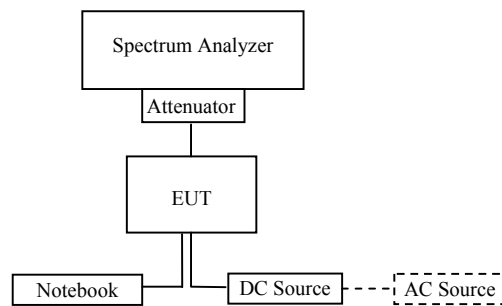 Spectrum Analyzer
Attenuator
EUT
Notebook
DC Source
AC Source